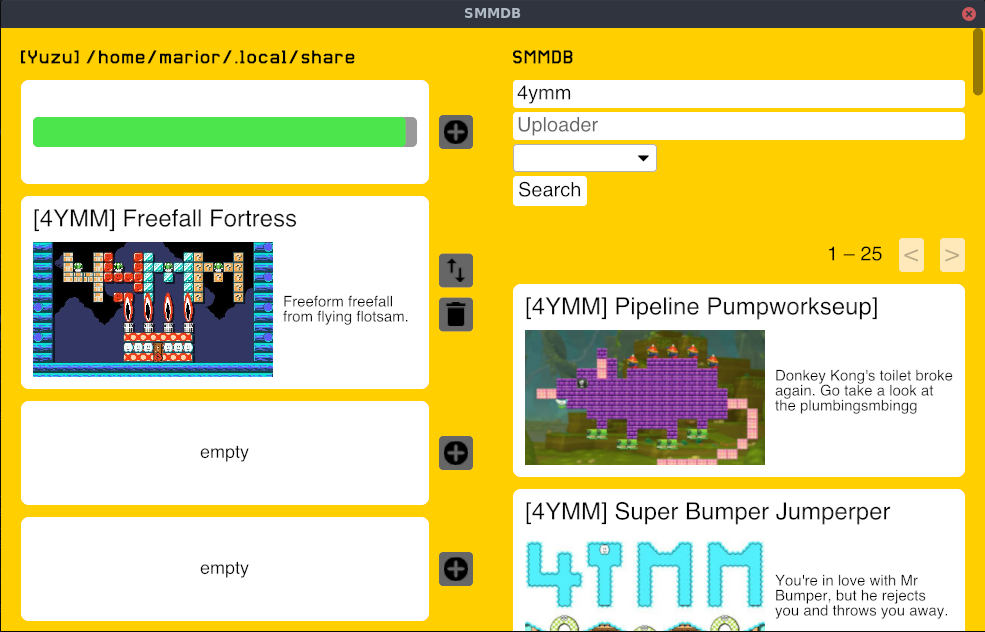 SMMDB
[Yuzu] /home/marior/.local/share
[4YMM] Freefall Fortress
Freeform freefall
from flying flotsam.
empty
empty
SMMDB
4ymm
Uploader
Search
1 – 25
<
>
[4YMM] Pipeline Pumpworkseup]
Donkey Kong's toilet broke
again. Go take a look at
the plumbingsmbingg
[4YMM] Super Bumper Jumperper
4YMM
You're in love with Mr
Bumper, but he rejects
you and throws you away.